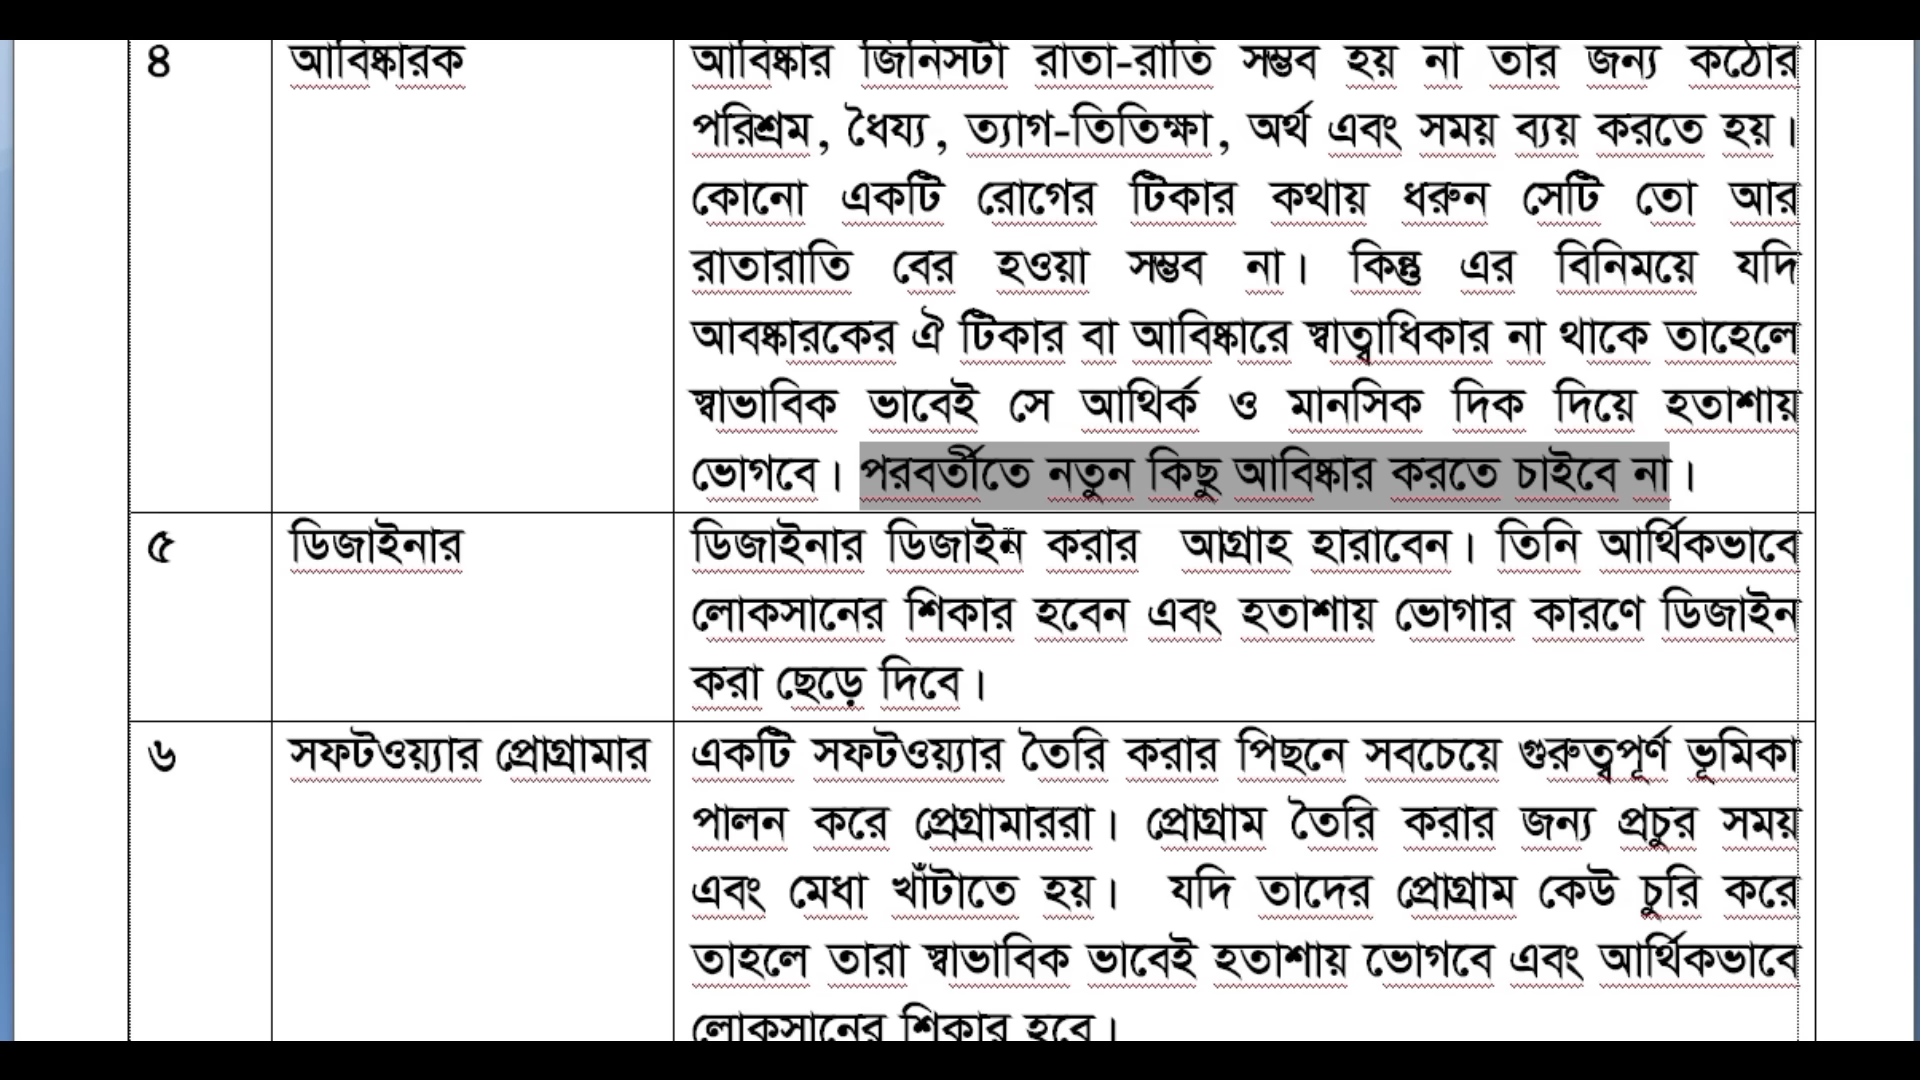 ৪ আবিষ্কারক আবিষ্কার জিনিসটা রাতা-রাতি সম্ভব হয় না তার জন্য কঠোর
পরিশ্রম, ধৈয্য, ত্যাগ-তিতিক্ষা, অর্থ এবং সময় ব্যয় করতে হয়।
কোনো একটি রোগের টিকার কথায় ধরুন সেটি তো আর
রাতারাতি বের হওয়া সম্ভব না। কিন্তু এর বিনিময়ে যদি
আবষ্কারকের ঐ টিকার বা আবিষ্কারে স্বাত্বাধিকার না থাকে তাহেলে
স্বাভাবিক ভাবেই সে আথির্ক ও মানসিক দিক দিয়ে হতাশায়
ভোগবে। পরবর্তীতে নতুন কিছু আবিষ্কার করতে চাইবে না।
৫ ডিজাইনার ডিজাইনার ডিজাইন করার আগ্রাহ হারাবেন। তিনি আর্থিকভাবে
লোকসানের শিকার হবেন এবং হতাশায় ভোগার কারণে ডিজাইন
করা ছেড়ে দিবে।
৬ সফটওয়্যার প্রোগ্রামার একটি সফটওয়্যার তৈরি করার পিছনে সবচেয়ে গুরুত্বপূর্ণ ভূমিকা
পালন করে প্রেগ্রামাররা। প্রোগ্রাম তৈরি করার জন্য প্রচুর সময়
এবং মেধা খাঁটাতে হয়। যদি তাদের প্রোগ্রাম কেউ চুরি করে
তাহলে তারা স্বাভাবিক ভাবেই হতাশায় ভোগবে এবং আর্থিকভাবে
লোকসানের শিকার হবে।